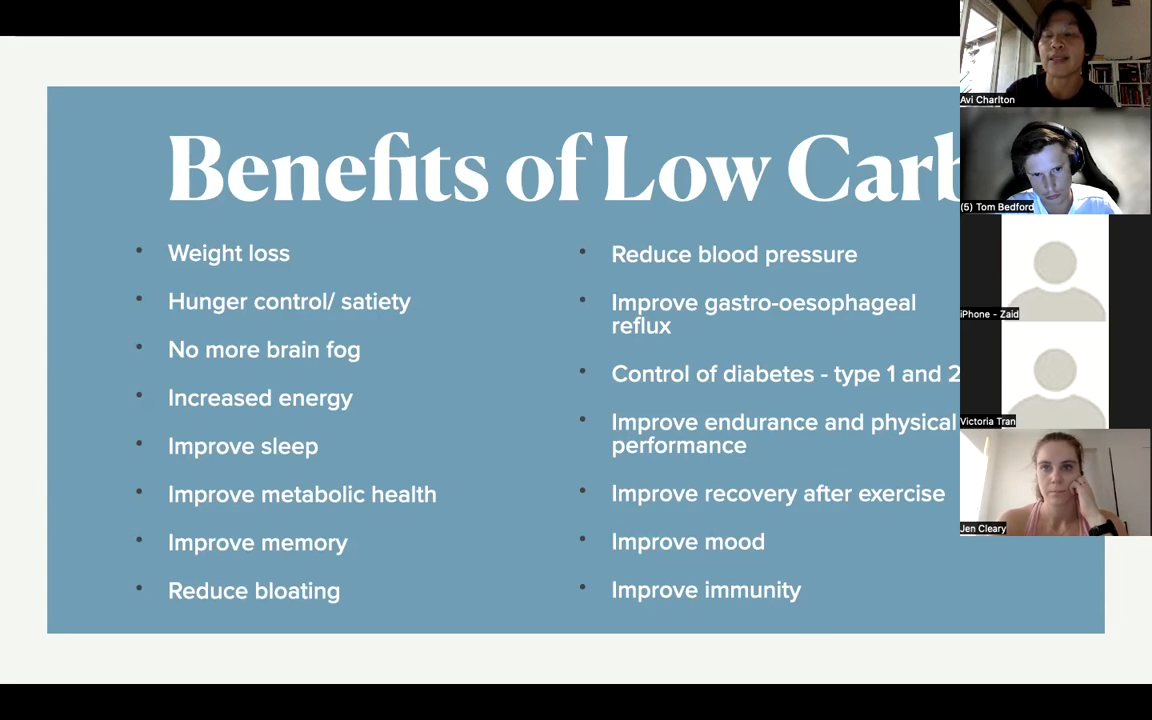 Benefits of Low Carb
Weight loss
Hunger control/ satiety
No more brain fog
Increased energy
Improve sleep
Improve metabolic health
Improve memory
Reduce bloating
Reduce blood pressure
Improve gastro-oesophageal
reflux
Control of diabetes - type 1 and 2
Improve endurance and physical
performance
Improve recovery after exercise
Improve mood
Improve immunity
Avi Charlton
(5) Tom Bedford
iPhone - Zaid
Victoria Tran
Jen Cleary